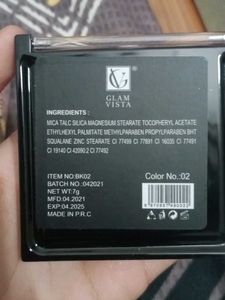 GLAM
VISTA
INGREDIENTS :
MICA TALC SILICA MAGNESIUM STEARATE TOCOPHERYL ACETATE
ETHYLHEXYL PALMITATE METHYLPARABEN PROPYLPARABEN BHT
SQUALANE ZINC STEARATE CI 77499 CI 77891 CI 16035 CI 77491
CI 19140 CI 42090 2 CI 77492
ITEM NO.:BK02
BATCH NO.:042021
NET WT:7g
MFD:04.2021
EXP:04.2025
MADE IN P.R.C
Color No.:02